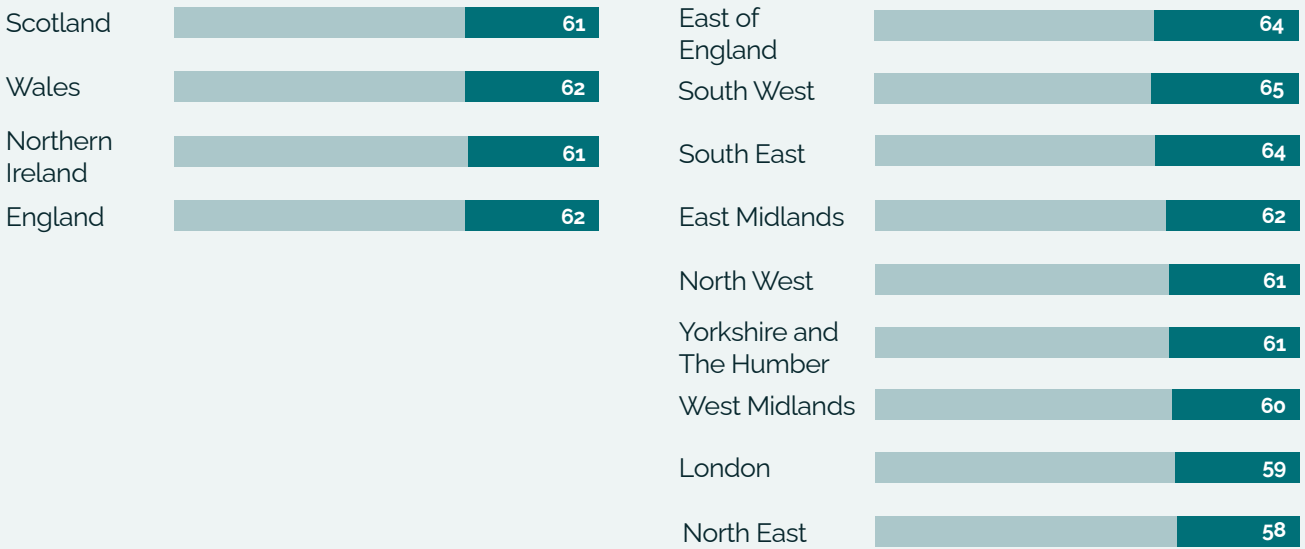 Scotland 61
Wales 62
Northern
Ireland 61
England 62
East of
England 64
South West 65
South East 64
East Midlands 62
North West 61
Yorkshire and
The Humber 61
West Midlands 60
London 59
North East 58